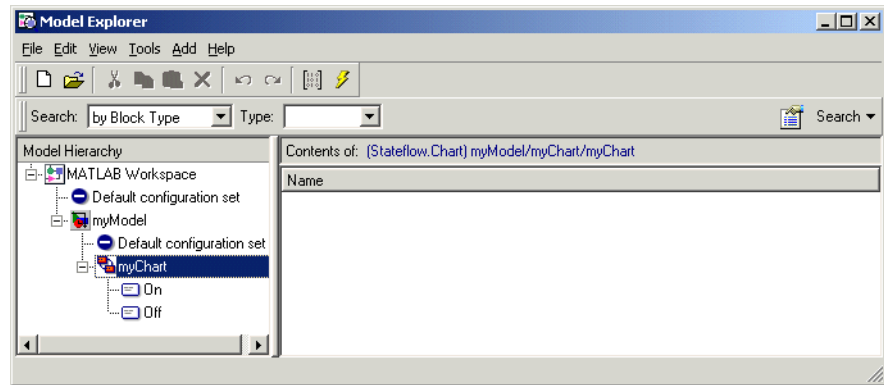 Model Explorer
File Edit View Tools Add Help
Search: by Block Type Type: Search
Model Hierarchy
Contents of: (Stateflow.Chart) myModel/myChart/myChart
Name
MATLAB Workspace
Default configuration set
myModel
Default configuration set
myChart
On
Off